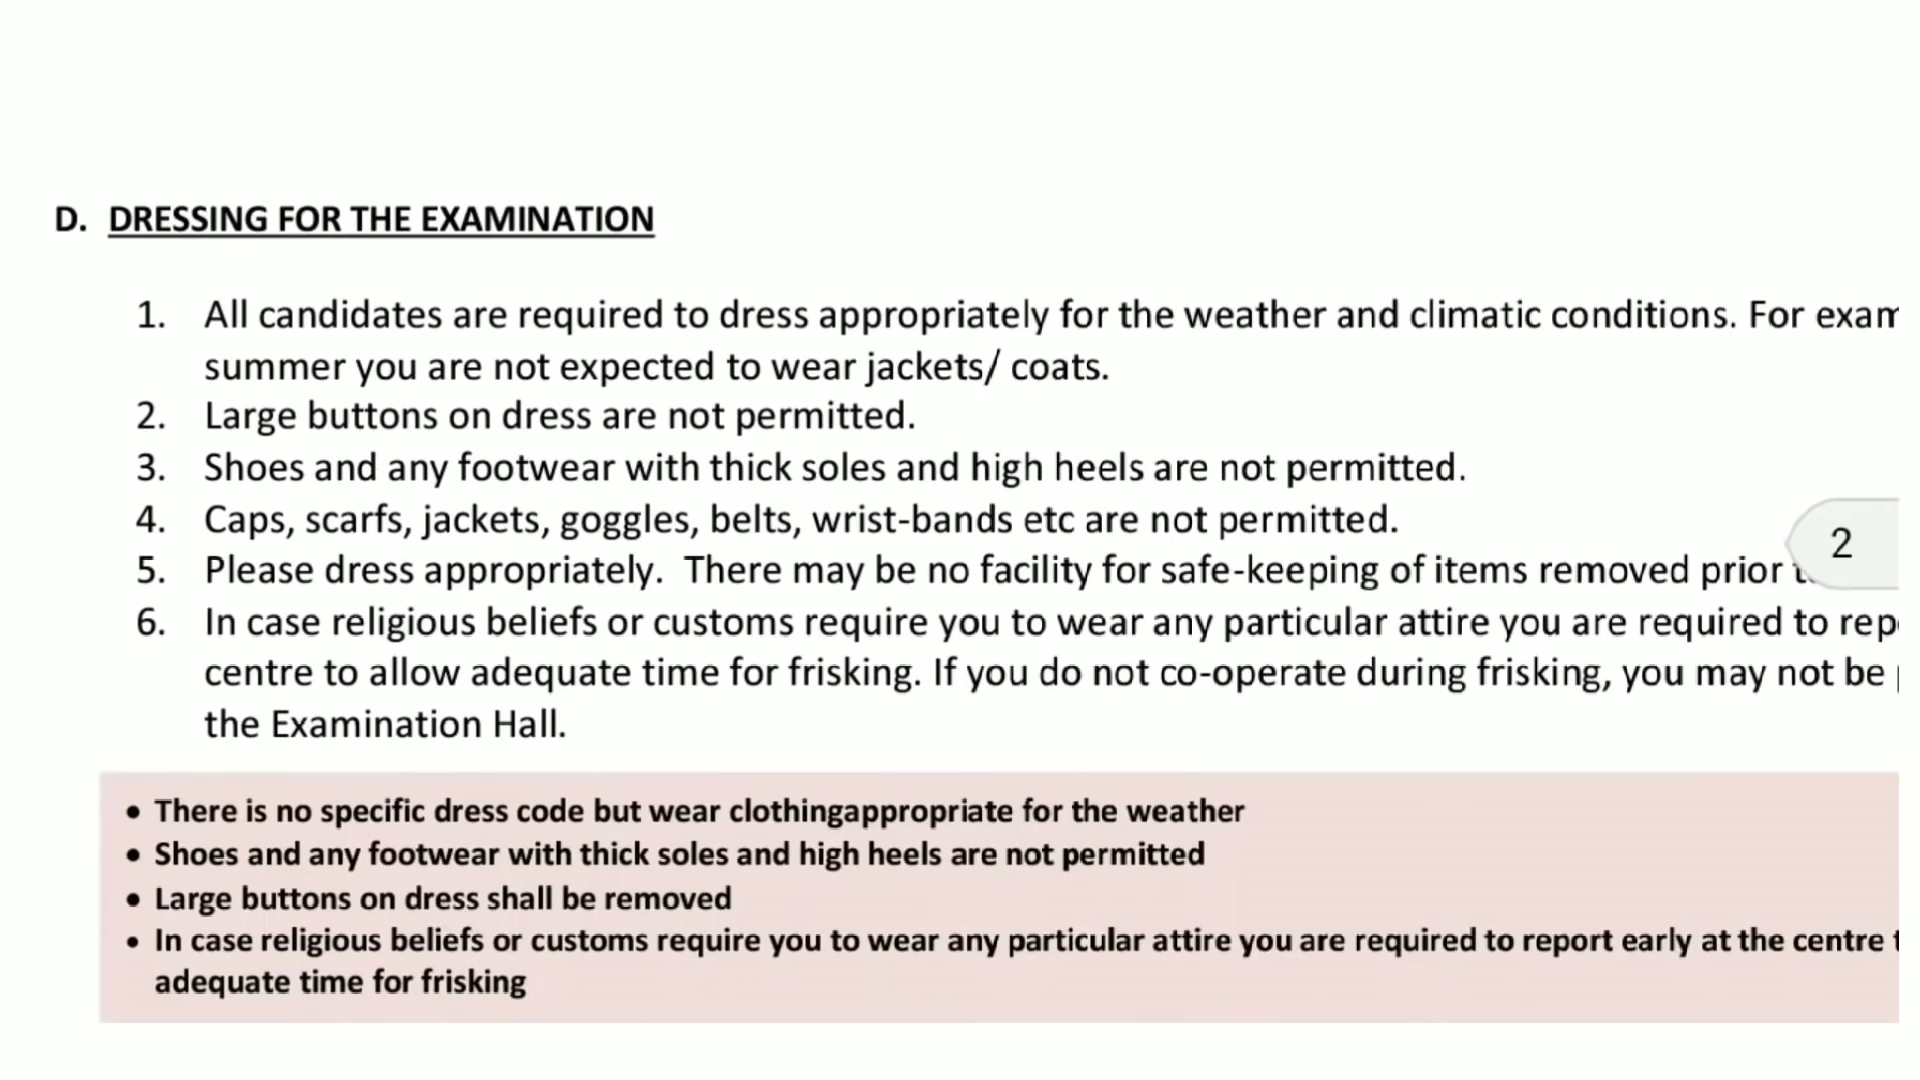 D. DRESSING FOR THE EXAMINATION
1. All candidates are required to dress appropriately for the weather and climatic conditions. For
summer you are not expected to wear jackets/ coats.
2. Large buttons on dress are not permitted.
3. Shoes and any footwear with thick soles and high heels are not permitted.
4. Caps, scarfs, jackets, goggles, belts, wrist-bands etc are not permitted.
2
5. Please dress appropriately. There may be no facility for safe-keeping of items removed prior
6. In case religious beliefs or customs require you to wear any particular attire you are required to
centre to allow adequate time for frisking. If you do not co-operate during frisking, you may not be
the Examination Hall.
• There is no specific dress code but wear clothingappropriate for the weather
• Shoes and any footwear with thick soles and high heels are not permitted
• Large buttons on dress shall be removed
• In case religious beliefs or customs require you to wear any particular attire you are required to report early at the centre
adequate time for frisking